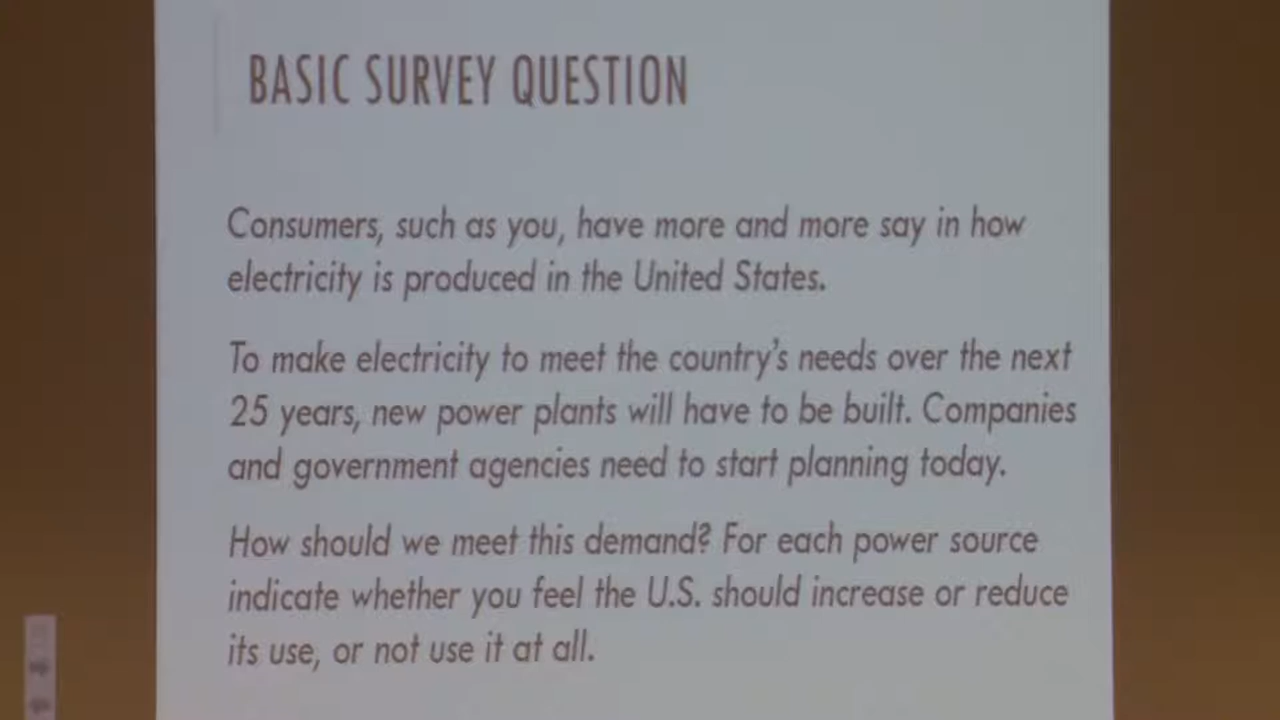 BASIC SURVEY QUESTION
Consumers, such as you, have more and more say in how
electricity is produced in the United States.
To make electricity to meet the country's needs over the next
25 years, new power plants will have to be built. Companies
and government agencies need to start planning today.
How should we meet this demand? For each power source
indicate whether you feel the U.S. should increase or reduce
its use, or not use it at all.